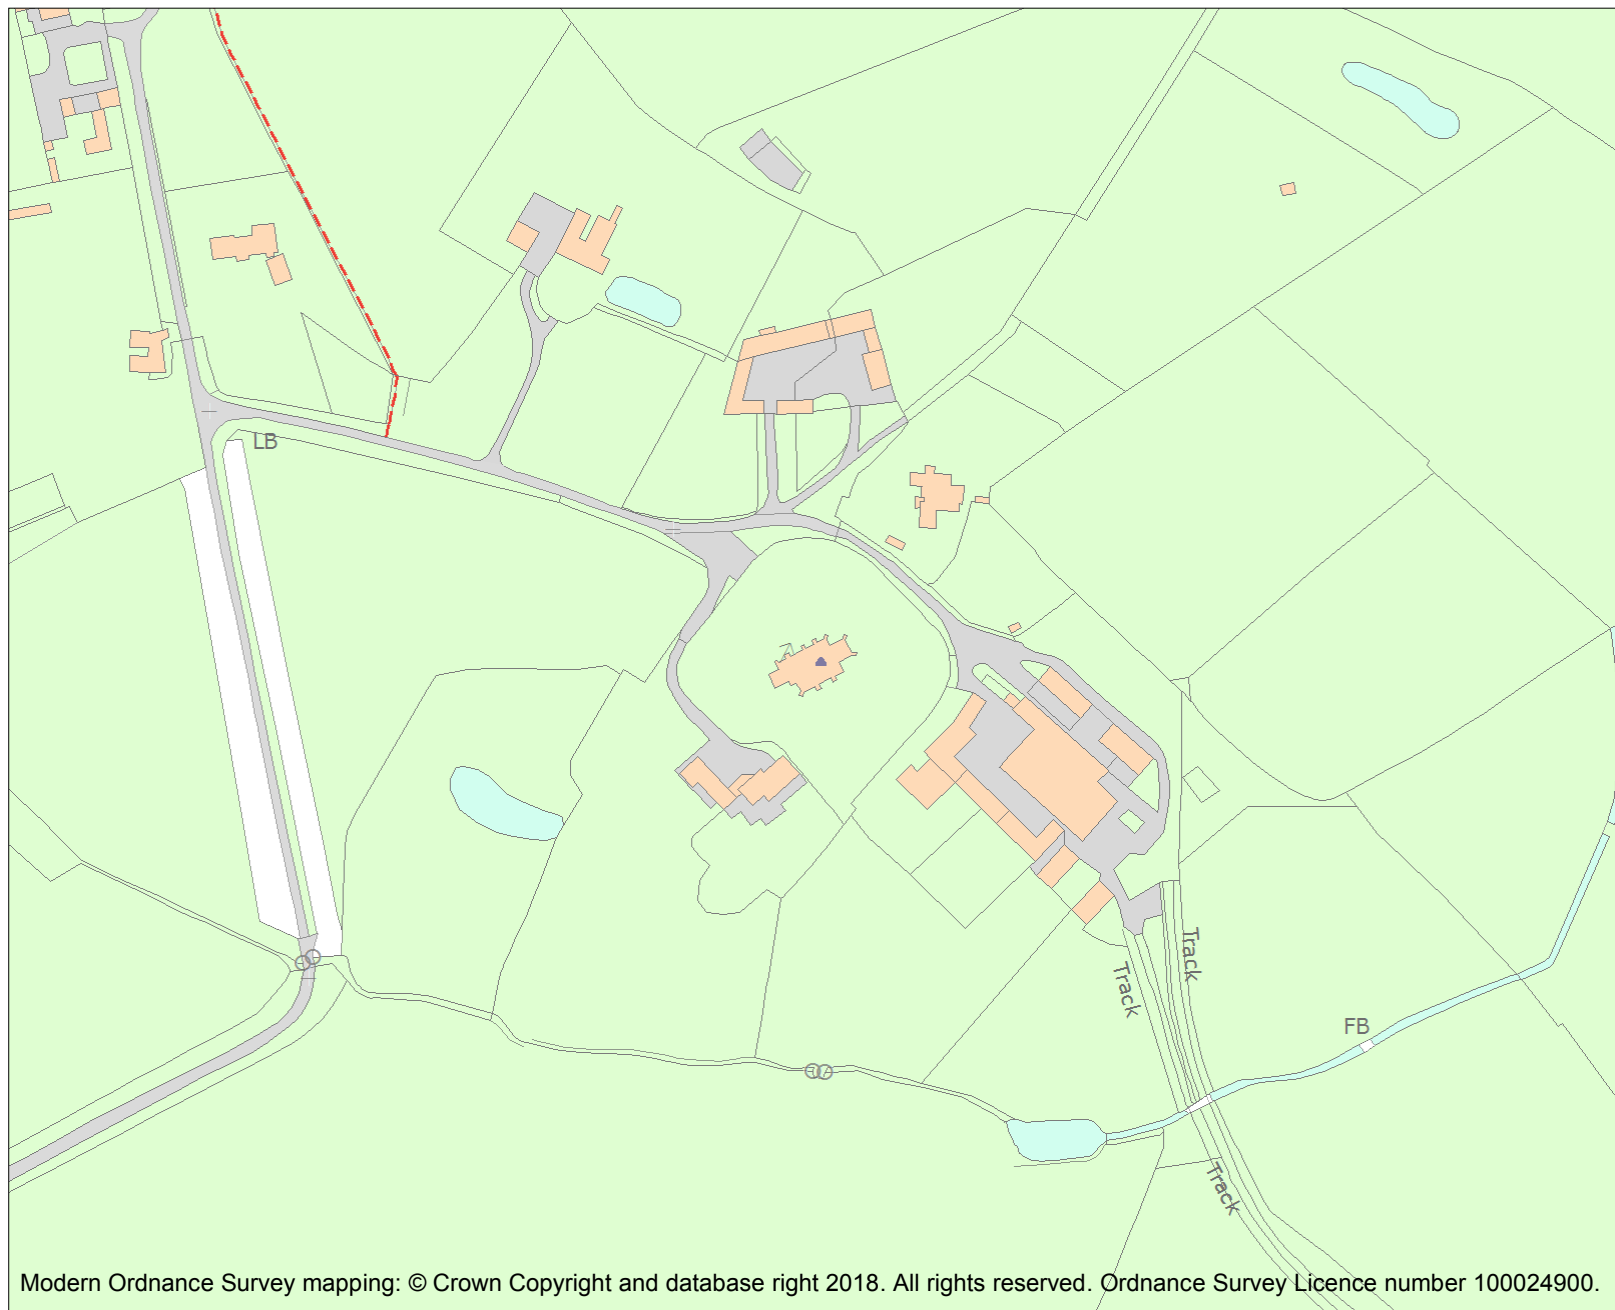 LB
Track
Track
FB
Track
Modern Ordnance Survey mapping: © Crown Copyright and database right 2018. All rights reserved. Ordnance Survey Licence number 100024900.